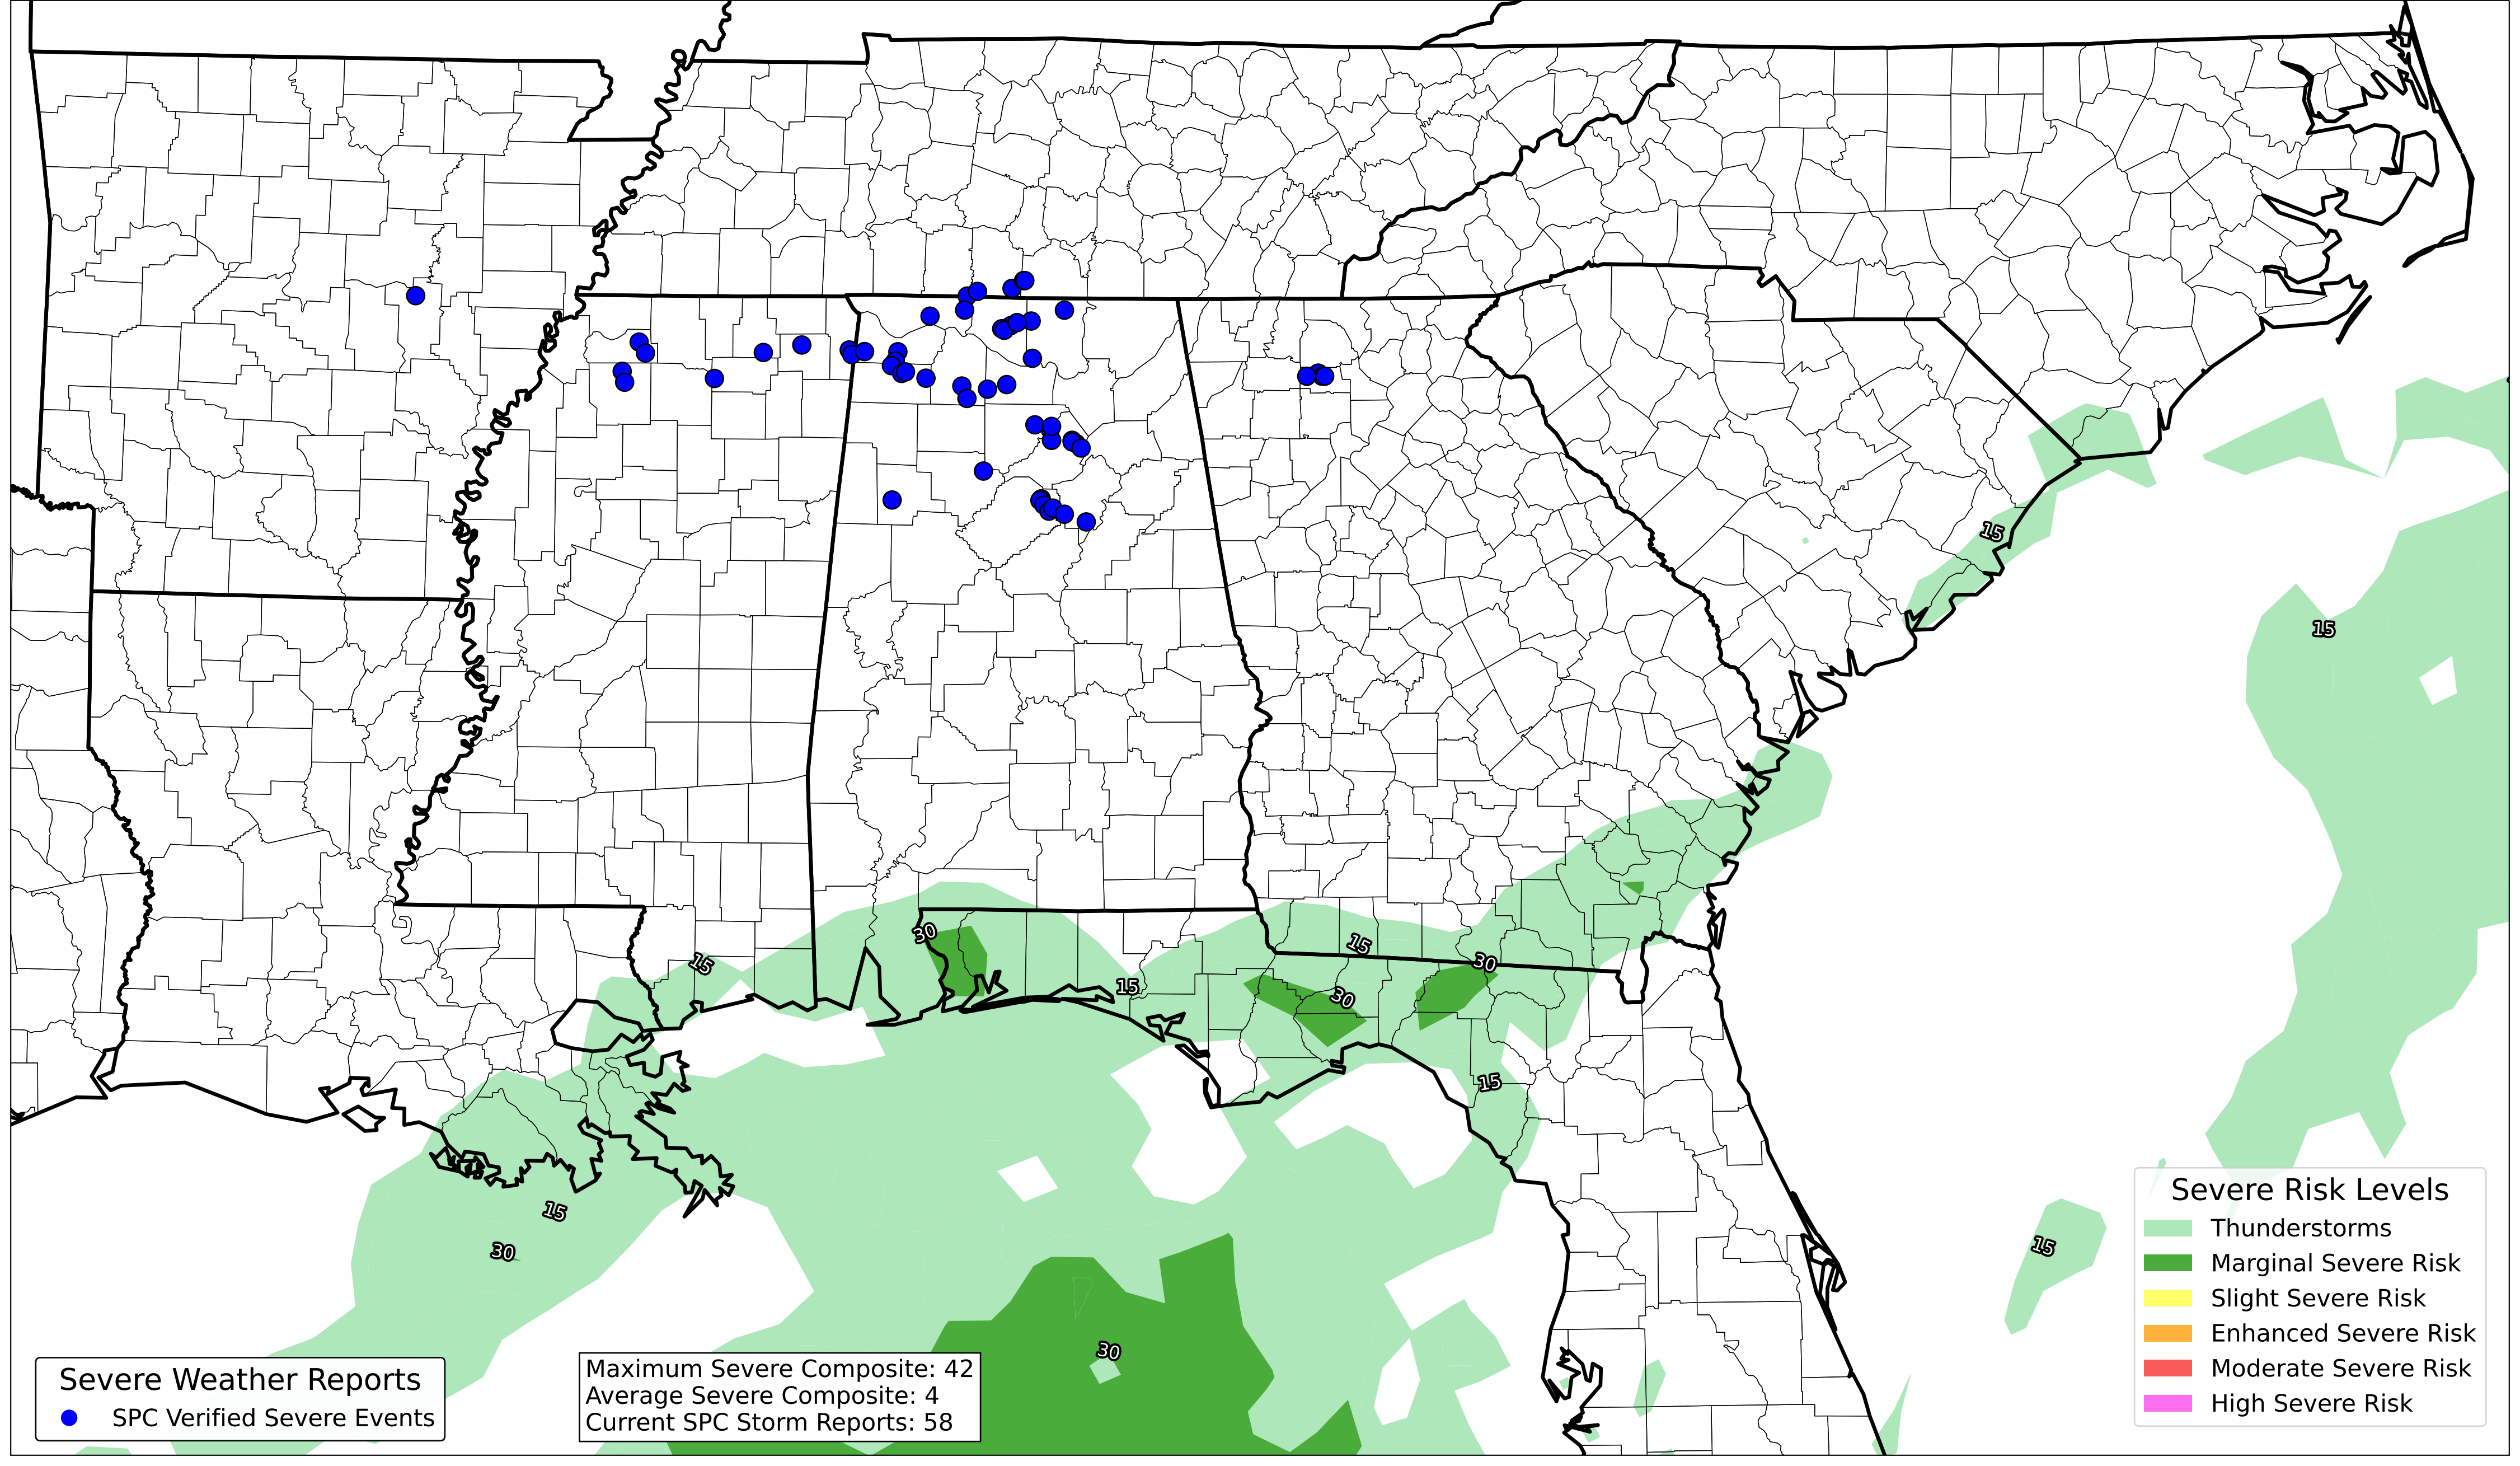 15
15
30
15
15
30
30
15
15
15
30
15
30
Severe Risk Levels
Thunderstorms
Marginal Severe Risk
Slight Severe Risk
Enhanced Severe Risk
Moderate Severe Risk
High Severe Risk
Severe Weather Reports
SPC Verified Severe Events
Maximum Severe Composite: 42
Average Severe Composite: 4
Current SPC Storm Reports: 58